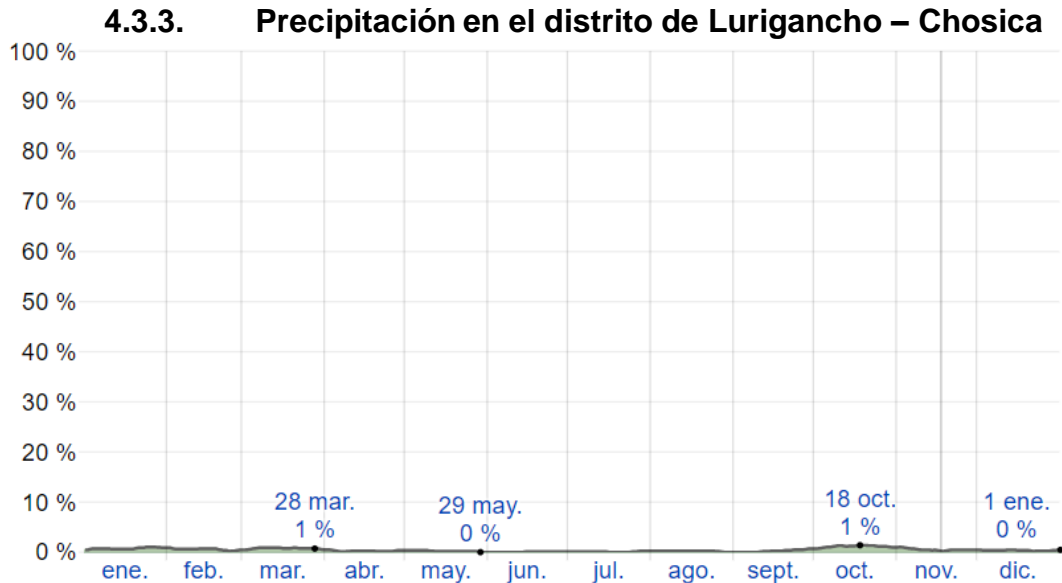 4.3.3. Precipitación en el distrito de Lurigancho – Chosica
100 %
90 %
80 %
70 %
60 %
50 %
40 %
30 %
20 %
10 %
0 %
28 mar.
1 %
29 may.
0 %
18 oct.
1 %
1 ene.
0 %
ene. feb. mar. abr. may. jun. jul. ago. sept. oct. nov. dic.